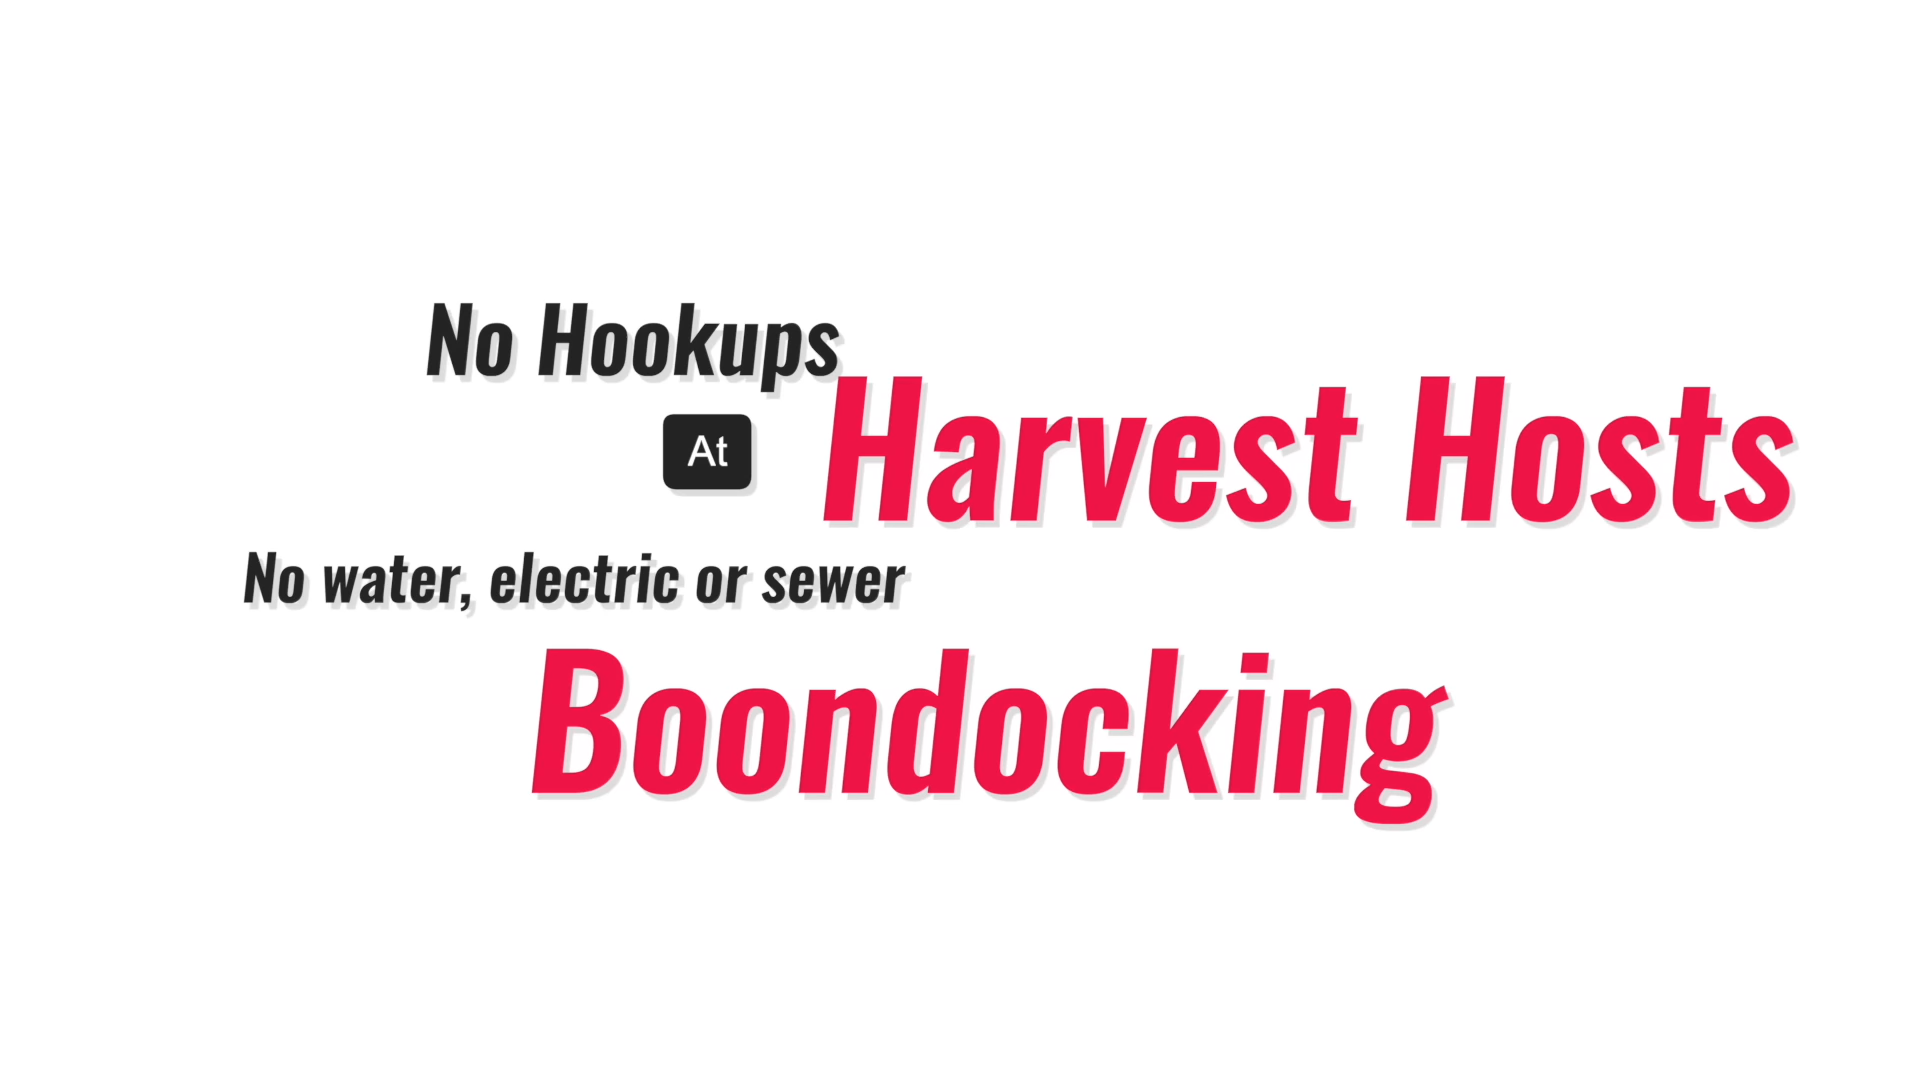 No Hookups
At
Harvest Hosts
No water, electric or sewer
Boondocking